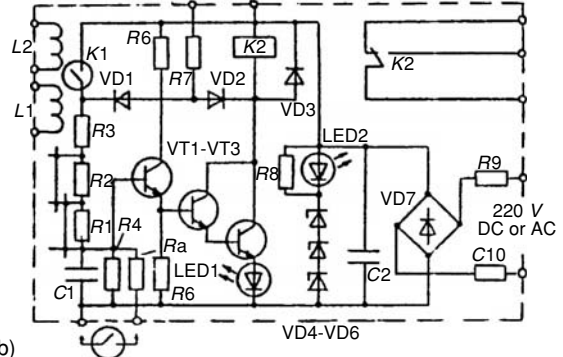 L2
K1
R6
R7
K2
K2
VD1
VD2
VD3
L1
R3
VT1-VT3
LED2
R2
R8
VD7
R9
220 V
DC or AC
R1
R4
Ra
C1
LED1
R6
C2
C10
VD4-VD6
b)